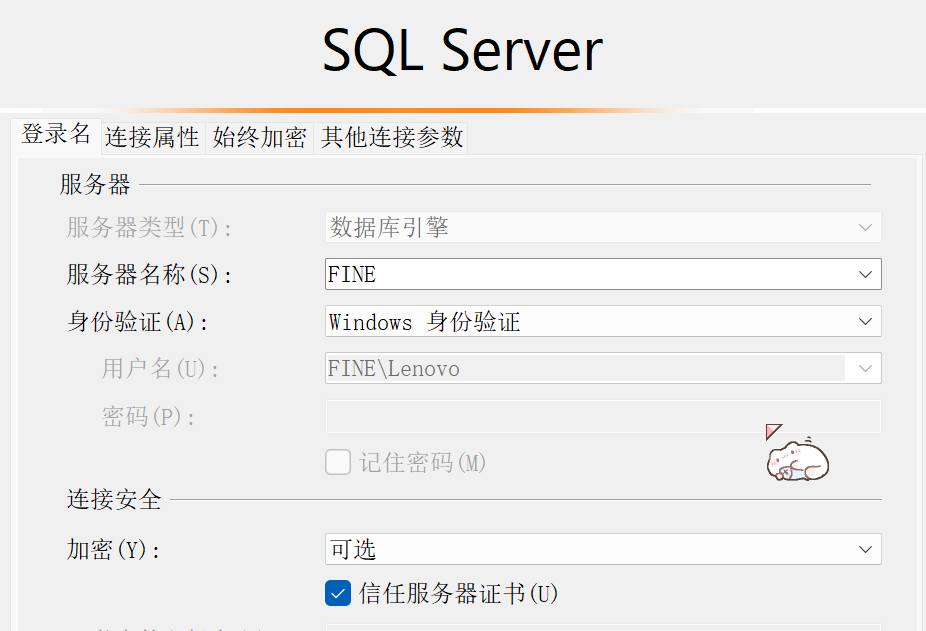 SQL Server
登录名 连接属性 始终加密 其他连接参数
服务器
服务器类型(T): 数据库引擎
服务器名称(S): FINE
身份验证(A): Windows 身份验证
用户名(U): FINE\Lenovo
密码(P):
记住密码(M)
连接安全
加密(Y): 可选
信任服务器证书(U)